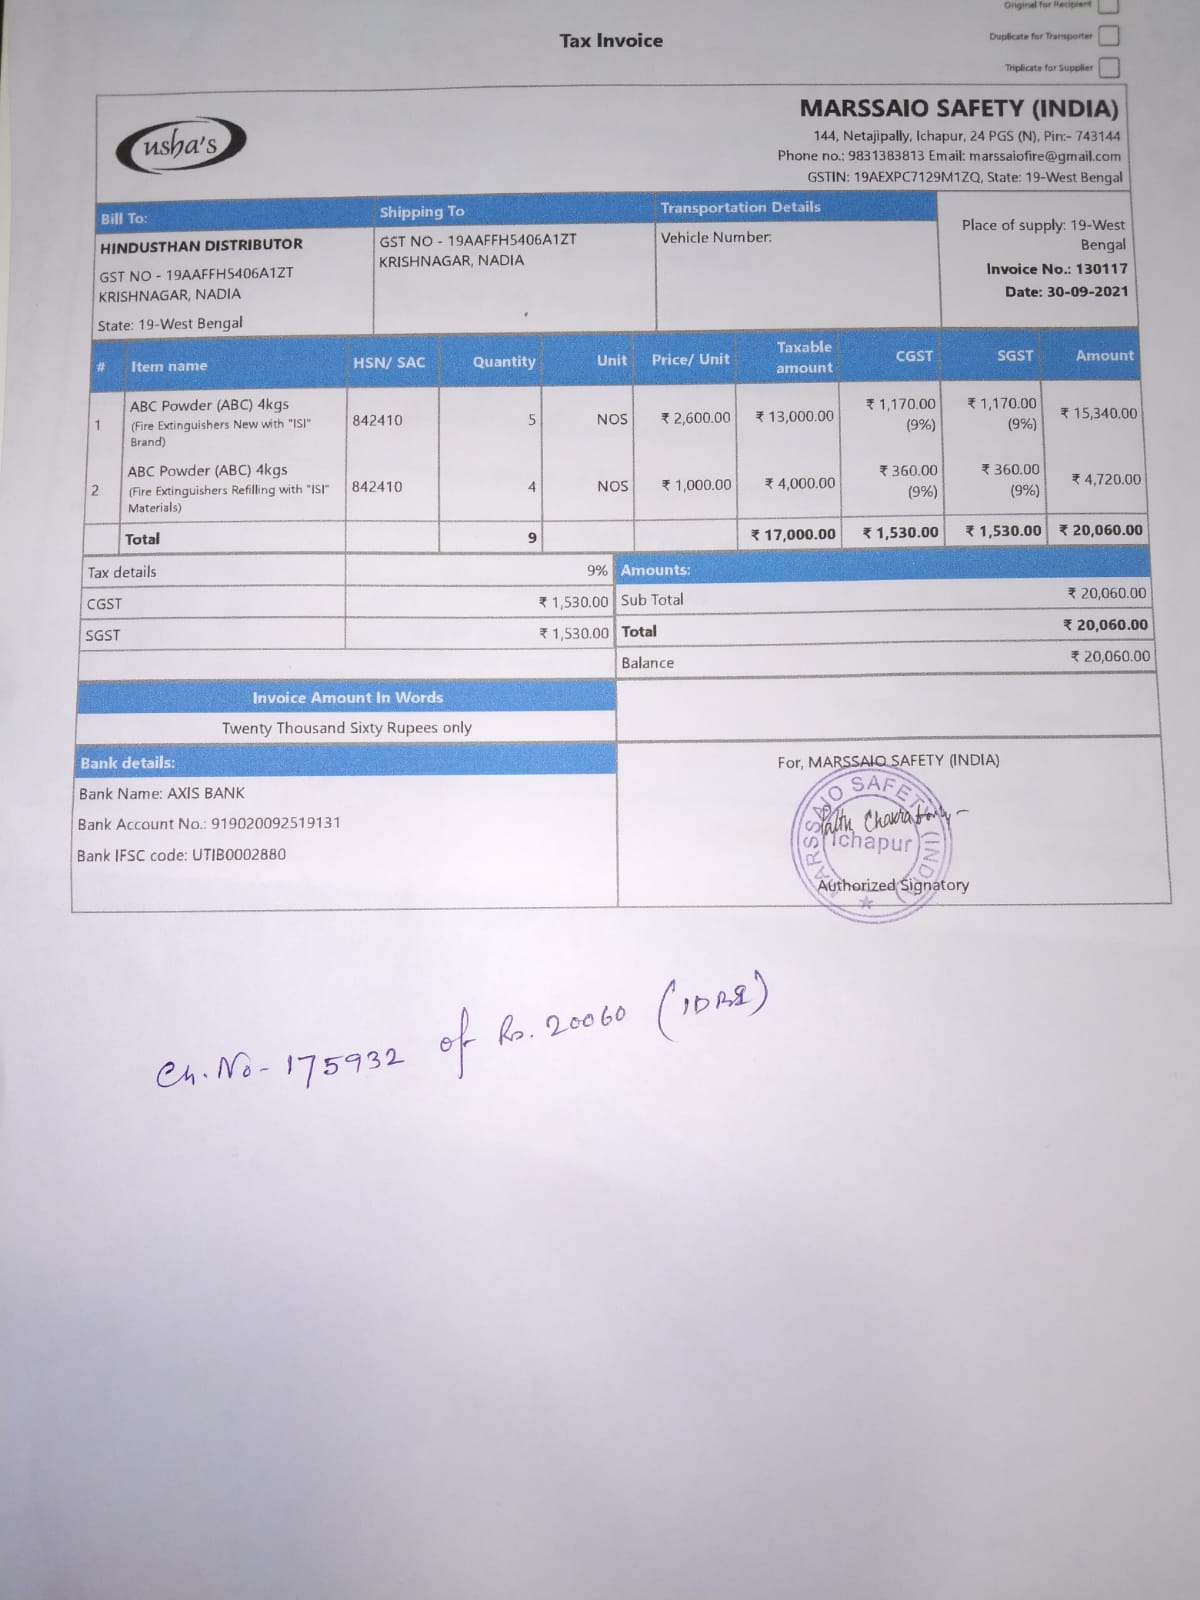 Original for Recipient
Duplicate for Transporter
Triplicate for Supplier
Tax Invoice
usha's
MARSSAIO SAFETY (INDIA)
144, Netajipally, Ichapur, 24 PGS (N), Pin:- 743144
Phone no.: 9831383813 Email: marssaiofire@gmail.com
GSTIN: 19AEXPC7129M1ZQ, State: 19-West Bengal
Bill To:
HINDUSTHAN DISTRIBUTOR
GST NO - 19AAFFH5406A1ZT
KRISHNAGAR, NADIA
State: 19-West Bengal
Shipping To
GST NO - 19AAFFH5406A1ZT
KRISHNAGAR, NADIA
Transportation Details
Vehicle Number:
Place of supply: 19-West
Bengal
Invoice No.: 130117
Date: 30-09-2021
# Item name HSN/ SAC Quantity Unit Price/ Unit Taxable amount CGST SGST Amount
1 ABC Powder (ABC) 4kgs 842410 5 NOS ₹ 2,600.00 ₹ 13,000.00 ₹ 1,170.00 ₹ 1,170.00 ₹ 15,340.00
(Fire Extinguishers New with "ISI" (9%) (9%)
Brand)
2 ABC Powder (ABC) 4kgs 842410 4 NOS ₹ 1,000.00 ₹ 4,000.00 ₹ 360.00 ₹ 360.00 ₹ 4,720.00
(Fire Extinguishers Refilling with "ISI" (9%) (9%)
Materials)
Total 9 ₹ 17,000.00 ₹ 1,530.00 ₹ 1,530.00 ₹ 20,060.00
Tax details 9%
CGST ₹ 1,530.00
SGST ₹ 1,530.00
Amounts:
Sub Total ₹ 20,060.00
Total ₹ 20,060.00
Balance ₹ 20,060.00
Invoice Amount In Words
Twenty Thousand Sixty Rupees only
Bank details:
Bank Name: AXIS BANK
Bank Account No.: 919020092519131
Bank IFSC code: UTIB0002880
For, MARSSAIO SAFETY (INDIA)
MARSSAIO SAFETY (INDIA)
Paltu Chakraborty
Ichapur
Authorized Signatory
Ch. No - 175932 of Rs. 20060 (IDBI)